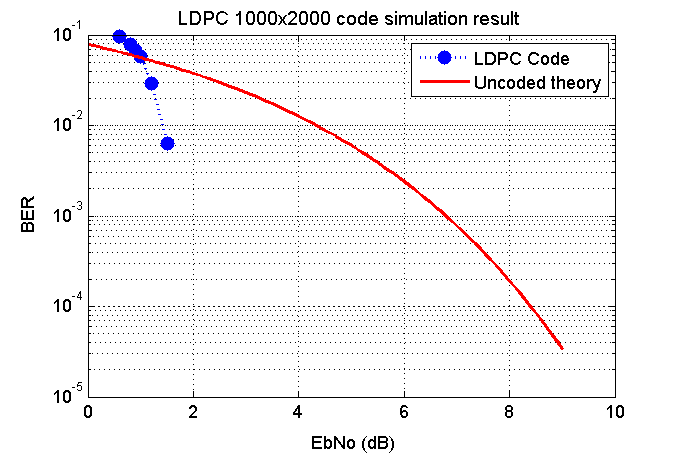 LDPC 1000x2000 code simulation result
LDPC Code
Uncoded theory
BER
10^-1
10^-2
10^-3
10^-4
10^-5
0 2 4 6 8 10
EbNo (dB)